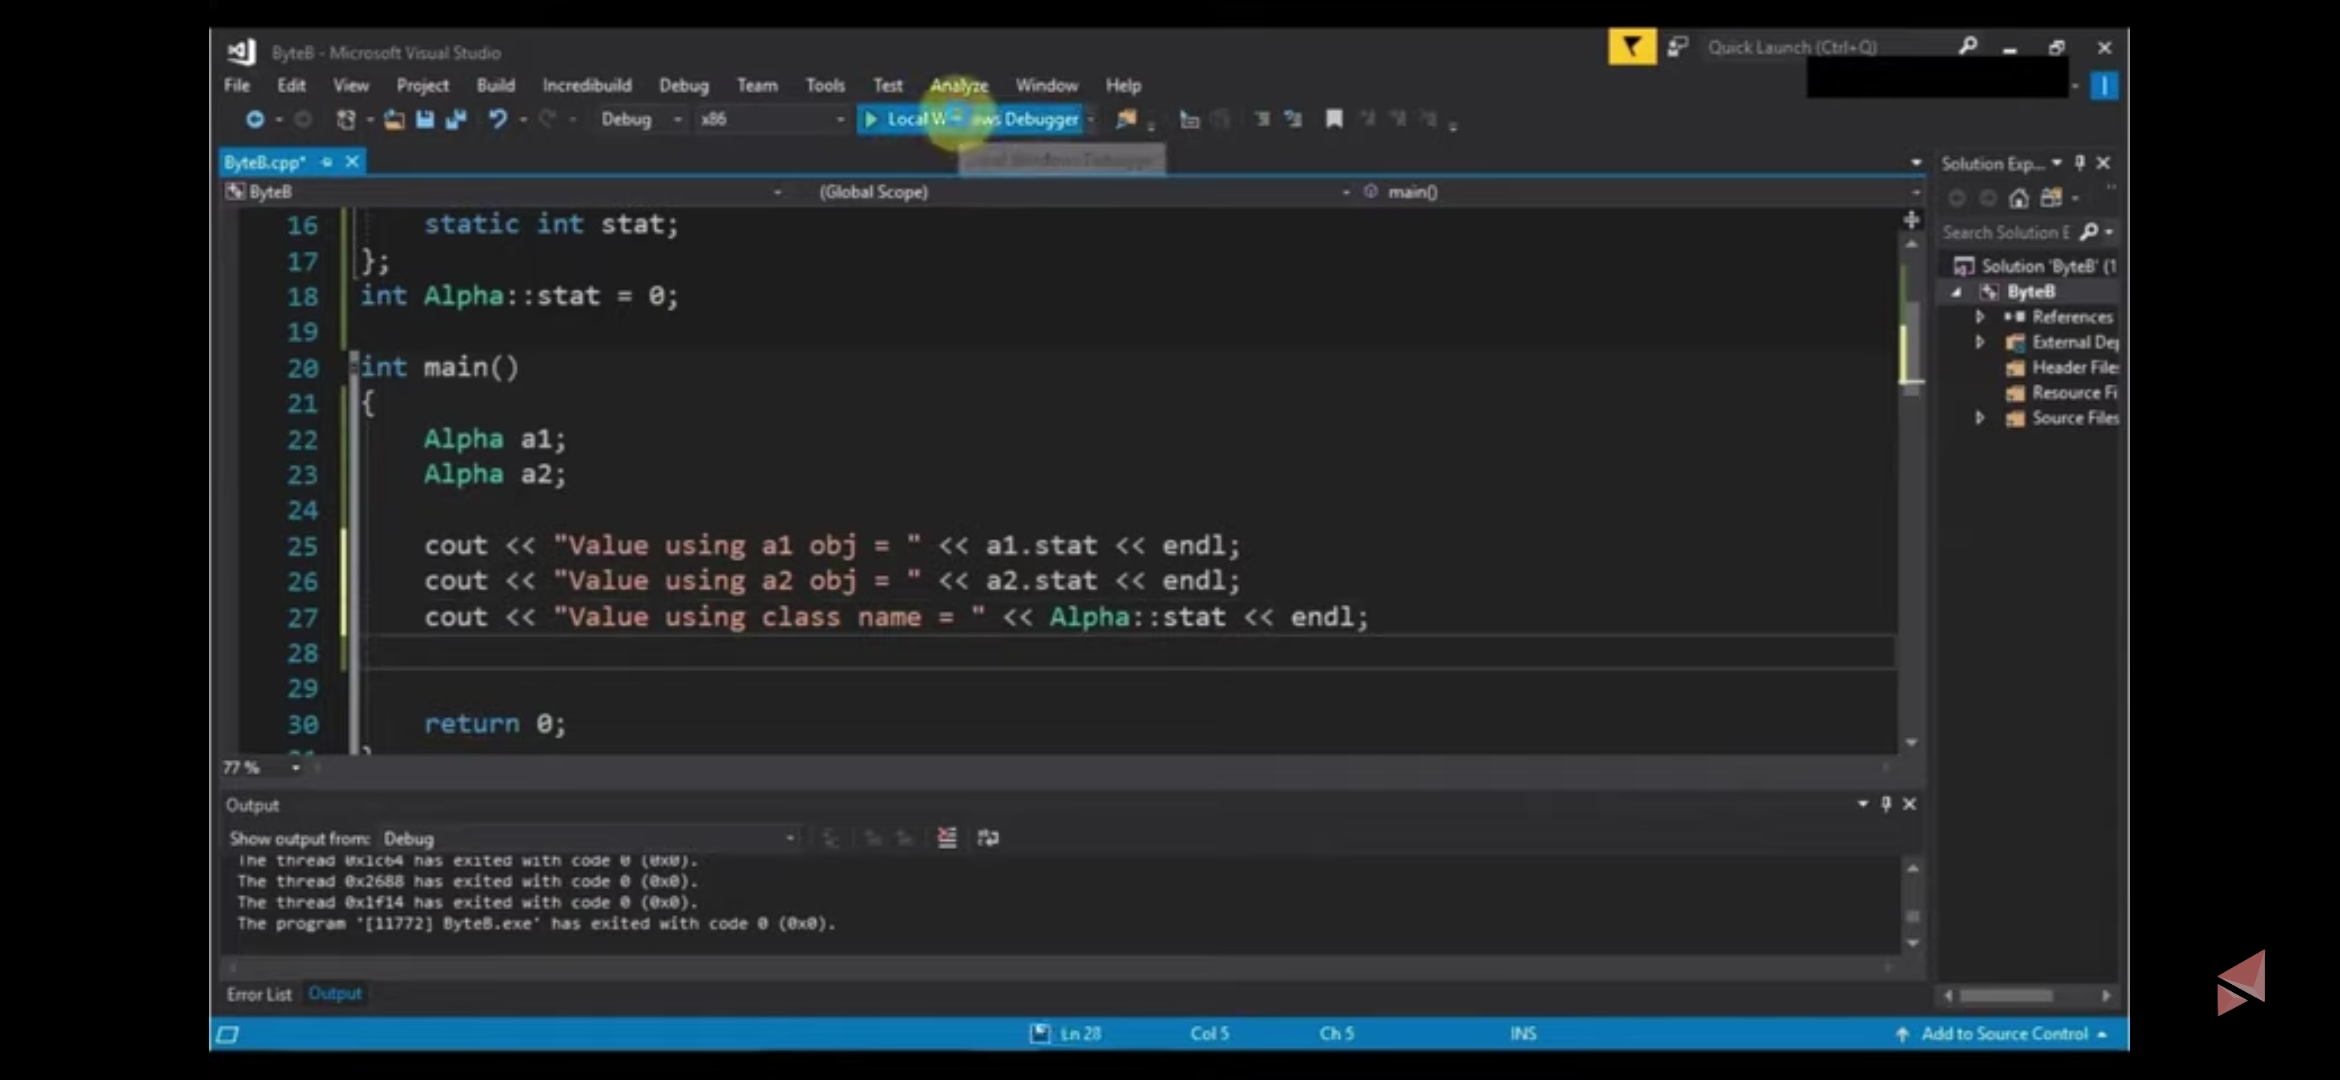 ByteB - Microsoft Visual Studio
Quick Launch (Ctrl+Q)
File Edit View Project Build Incredibuild Debug Team Tools Test Analyze Window Help
Debug x86 Local Windows Debugger
ByteB.cpp*
Solution Exp...
ByteB (Global Scope) main()
Search Solution E
Solution 'ByteB' (1
ByteB
References
External Dep
Header Files
Resource Fi
Source Files
16 static int stat;
17 };
18 int Alpha::stat = 0;
19
20 int main()
21 {
22 Alpha a1;
23 Alpha a2;
24
25 cout << "Value using a1 obj = " << a1.stat << endl;
26 cout << "Value using a2 obj = " << a2.stat << endl;
27 cout << "Value using class name = " << Alpha::stat << endl;
28
29
30 return 0;
77 %
Output
Show output from: Debug
The thread 0x1c64 has exited with code 0 (0x0).
The thread 0x2688 has exited with code 0 (0x0).
The thread 0x1f14 has exited with code 0 (0x0).
The program '[11772] ByteB.exe' has exited with code 0 (0x0).
Error List Output
Ln 28 Col 5 Ch 5 INS Add to Source Control